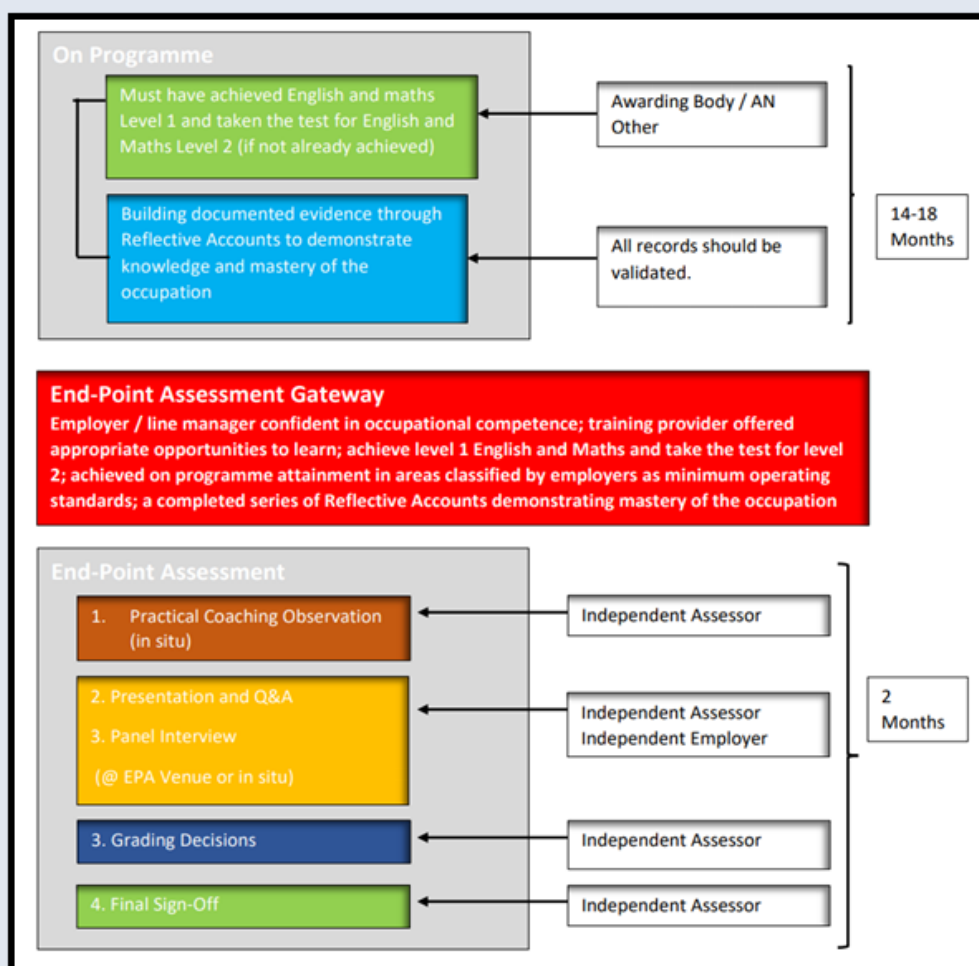 On Programme
Must have achieved English and maths
Level 1 and taken the test for English and
Maths Level 2 (if not already achieved)
Awarding Body / AN
Other
Building documented evidence through
Reflective Accounts to demonstrate
knowledge and mastery of the
occupation
All records should be
validated.
14-18
Months
End-Point Assessment Gateway
Employer / line manager confident in occupational competence; training provider offered
appropriate opportunities to learn; achieve level 1 English and Maths and take the test for level
2; achieved on programme attainment in areas classified by employers as minimum operating
standards; a completed series of Reflective Accounts demonstrating mastery of the occupation
End-Point Assessment
1. Practical Coaching Observation
(in situ)
Independent Assessor
2. Presentation and Q&A
3. Panel Interview
(@ EPA Venue or in situ)
Independent Assessor
Independent Employer
2
Months
3. Grading Decisions
Independent Assessor
4. Final Sign-Off
Independent Assessor